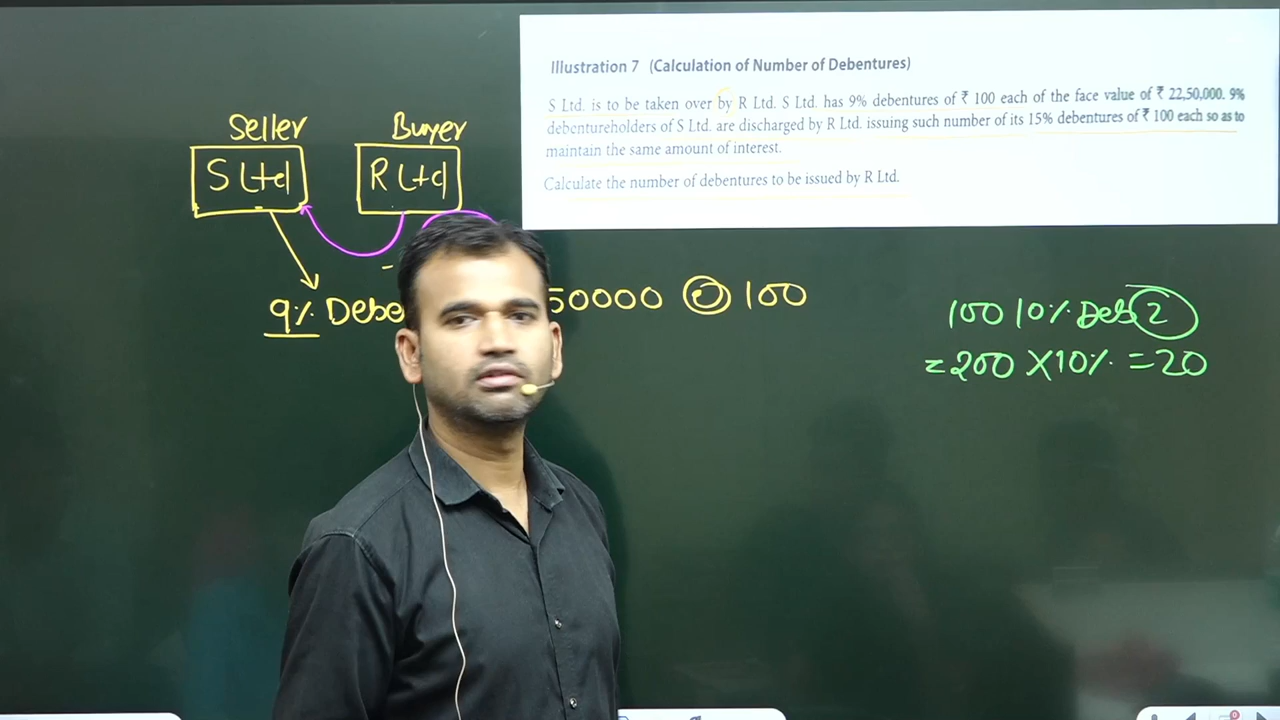 Illustration 7 (Calculation of Number of Debentures)
S Ltd. is to be taken over by R Ltd. S Ltd. has 9% debentures of ₹ 100 each of the face value of ₹ 22,50,000. 9%
debentureholders of S Ltd. are discharged by R Ltd. issuing such number of its 15% debentures of ₹ 100 each so as to
maintain the same amount of interest.
Calculate the number of debentures to be issued by R Ltd.
Seller Buyer
S Ltd R Ltd
9% Debe 50000 @ 100
100 10% Deb 2
= 200 X 10% = 20